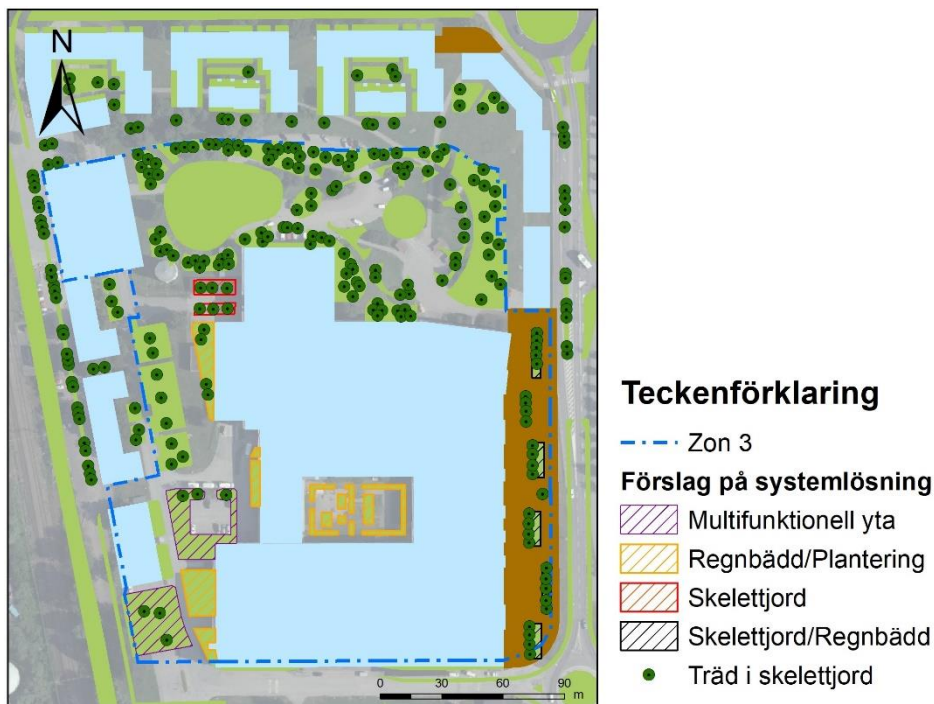 N
0 30 60 90
m
Teckenförklaring
Zon 3
Förslag på systemlösning
Multifunktionell yta
Regnbädd/Plantering
Skelettjord
Skelettjord/Regnbädd
Träd i skelettjord